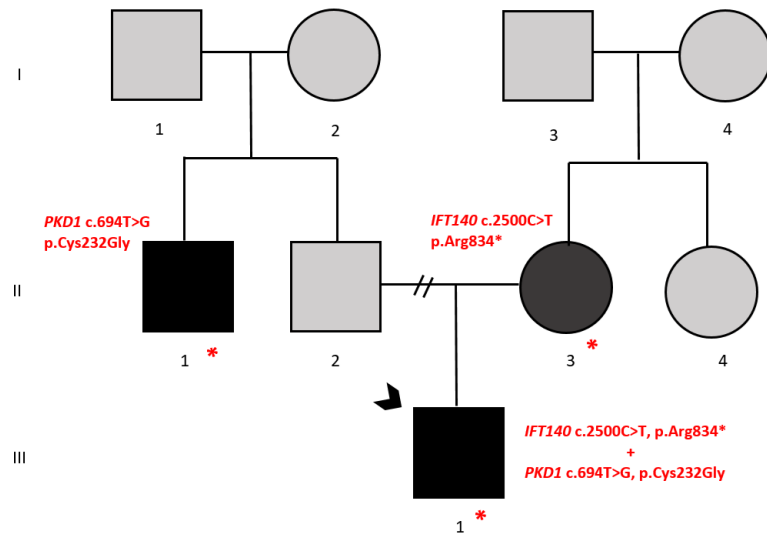 I
1
2
3
4
PKD1 c.694T>G
p.Cys232Gly
IFT140 c.2500C>T
p.Arg834*
II
1 *
2
3 *
4
IFT140 c.2500C>T, p.Arg834*
+
PKD1 c.694T>G, p.Cys232Gly
III
1 *